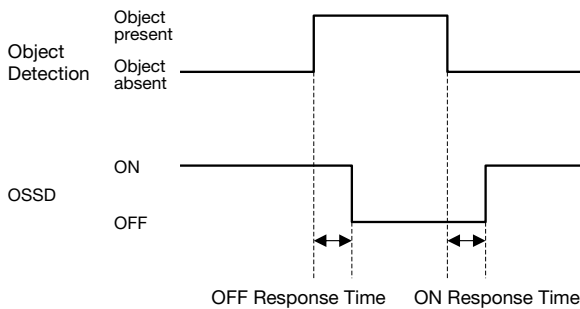 Object
present
Object
Detection
Object
absent
ON
OSSD
OFF
OFF Response Time
ON Response Time